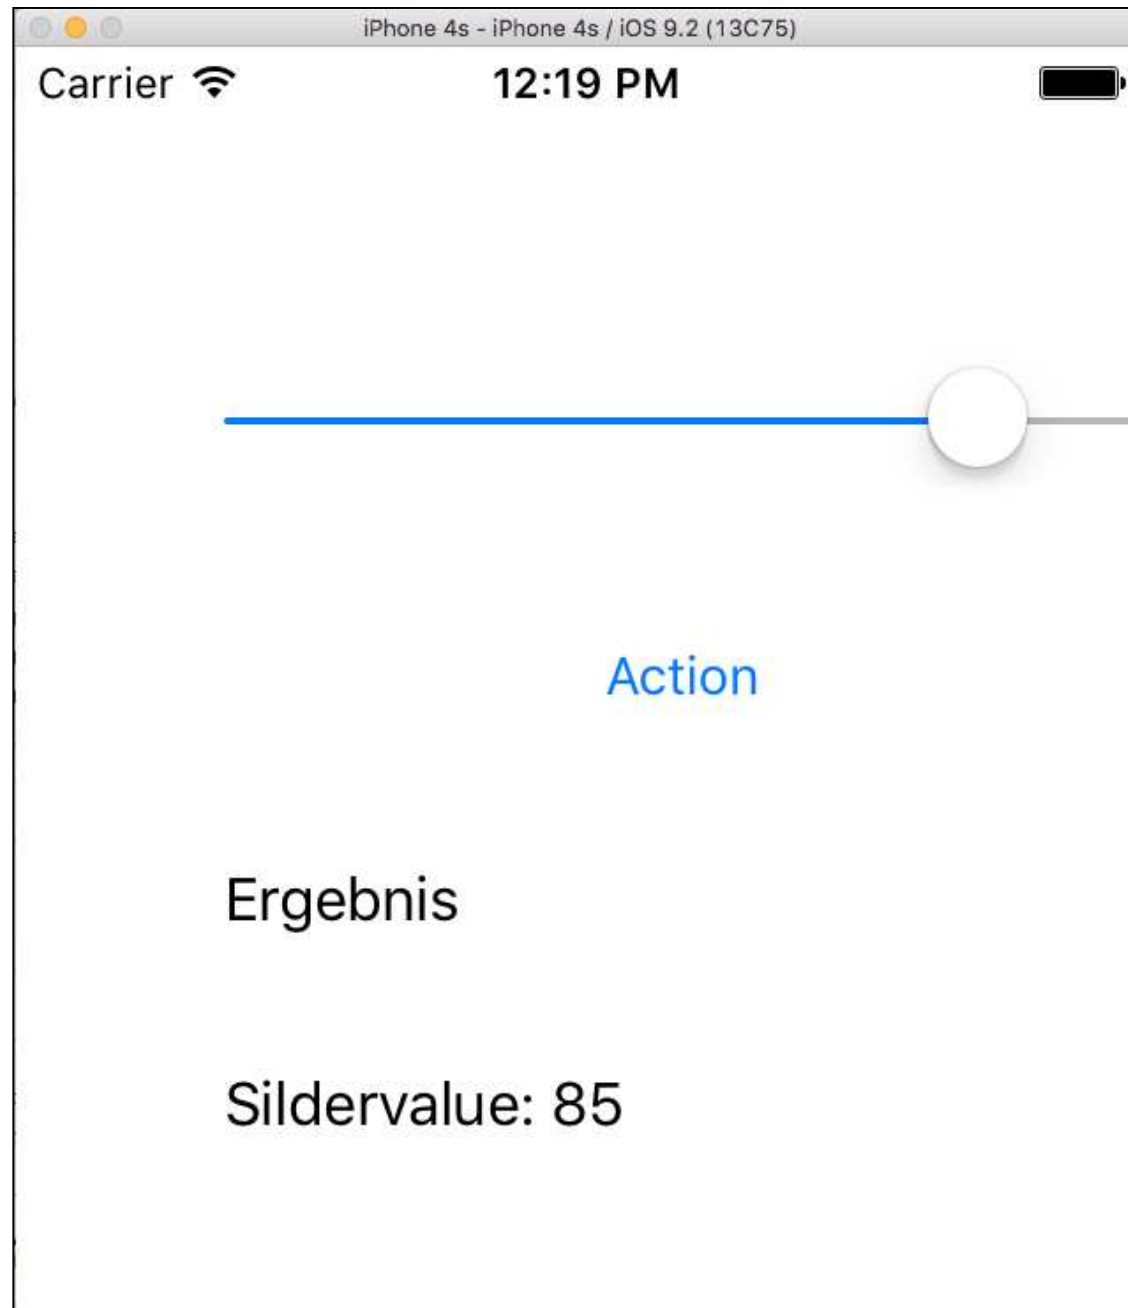 iPhone 4s - iPhone 4s / iOS 9.2 (13C75)
Carrier 12:19 PM
Action
Ergebnis
Sildervalue: 85